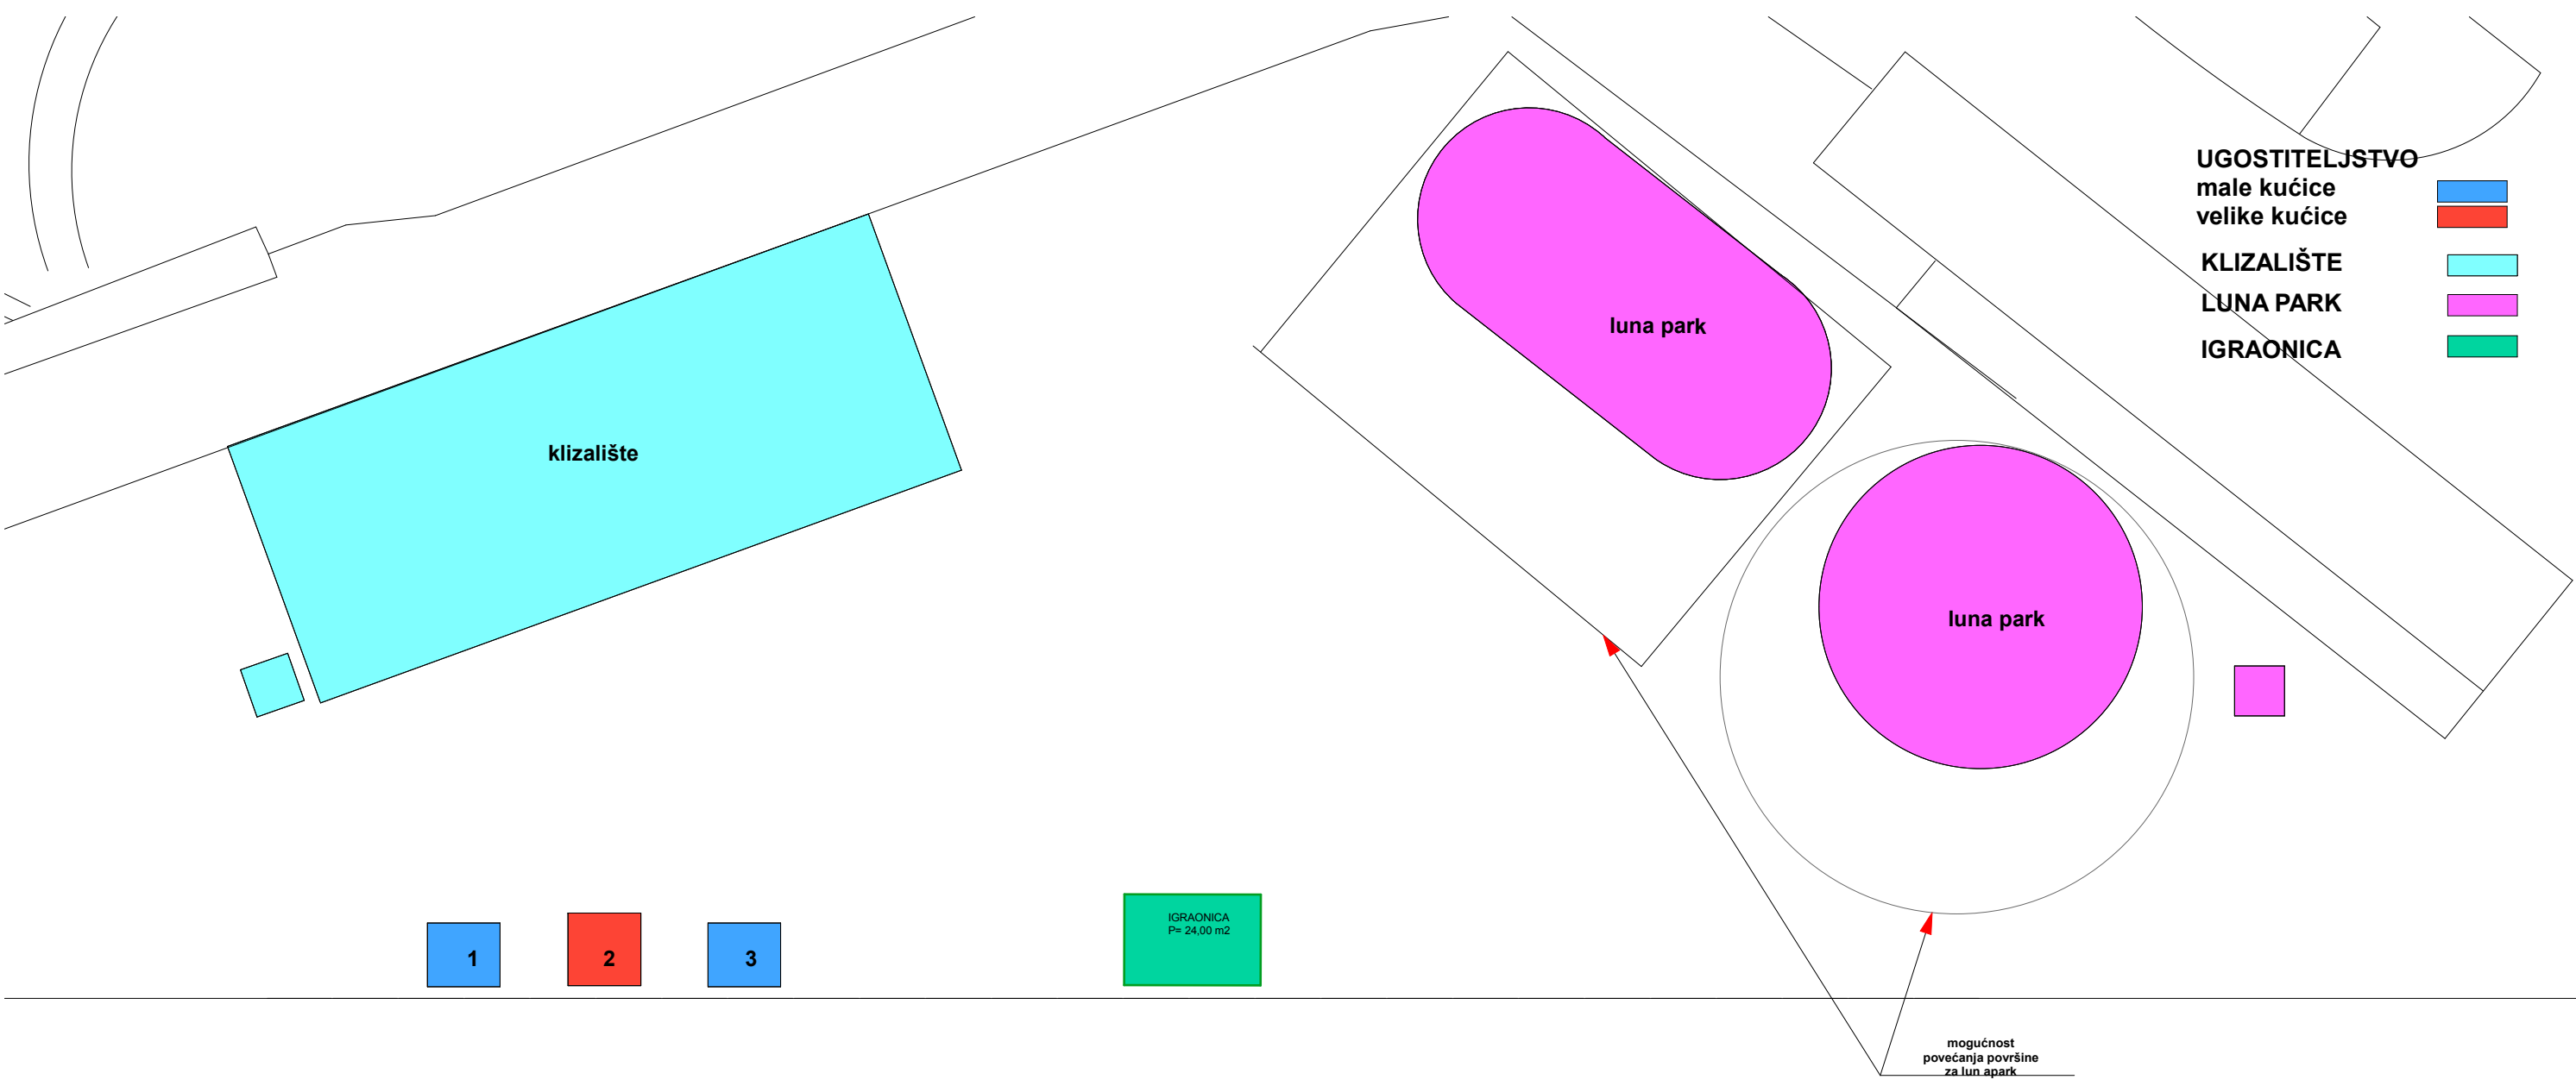 UGOSTITELJSTVO
male kućice
velike kućice
KLIZALIŠTE
LUNA PARK
IGRAONICA
luna park
klizalište
luna park
IGRAONICA
P= 24,00 m2
1
2
3
mogućnost
povećanja površine
za lun apark